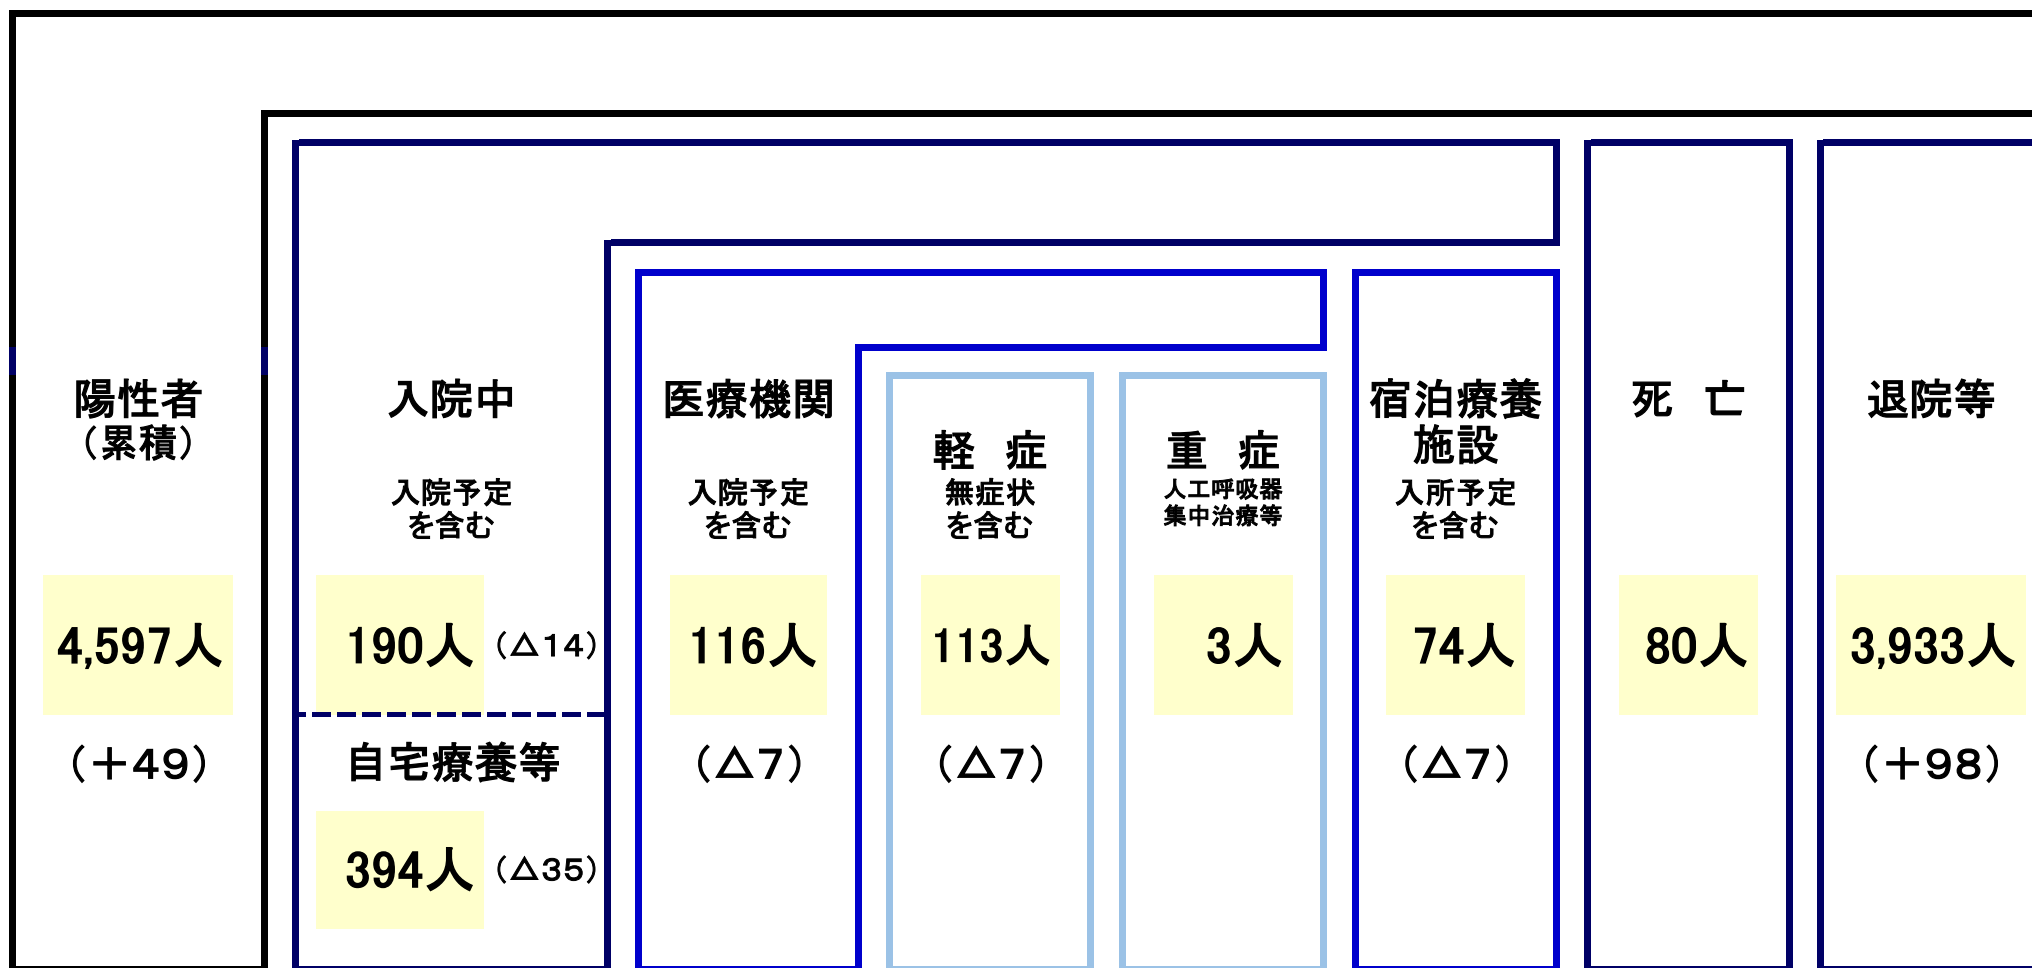 陽性者
（累積）
4,597人
（＋49）
入院中
入院予定
を含む
190人（△14）
自宅療養等
394人（△35）
医療機関
入院予定
を含む
116人
（△7）
軽　症
無症状
を含む
113人
（△7）
重　症
人工呼吸器
集中治療等
3人
宿泊療養
施設
入所予定
を含む
74人
（△7）
死　亡
80人
退院等
3,933人
（＋98）